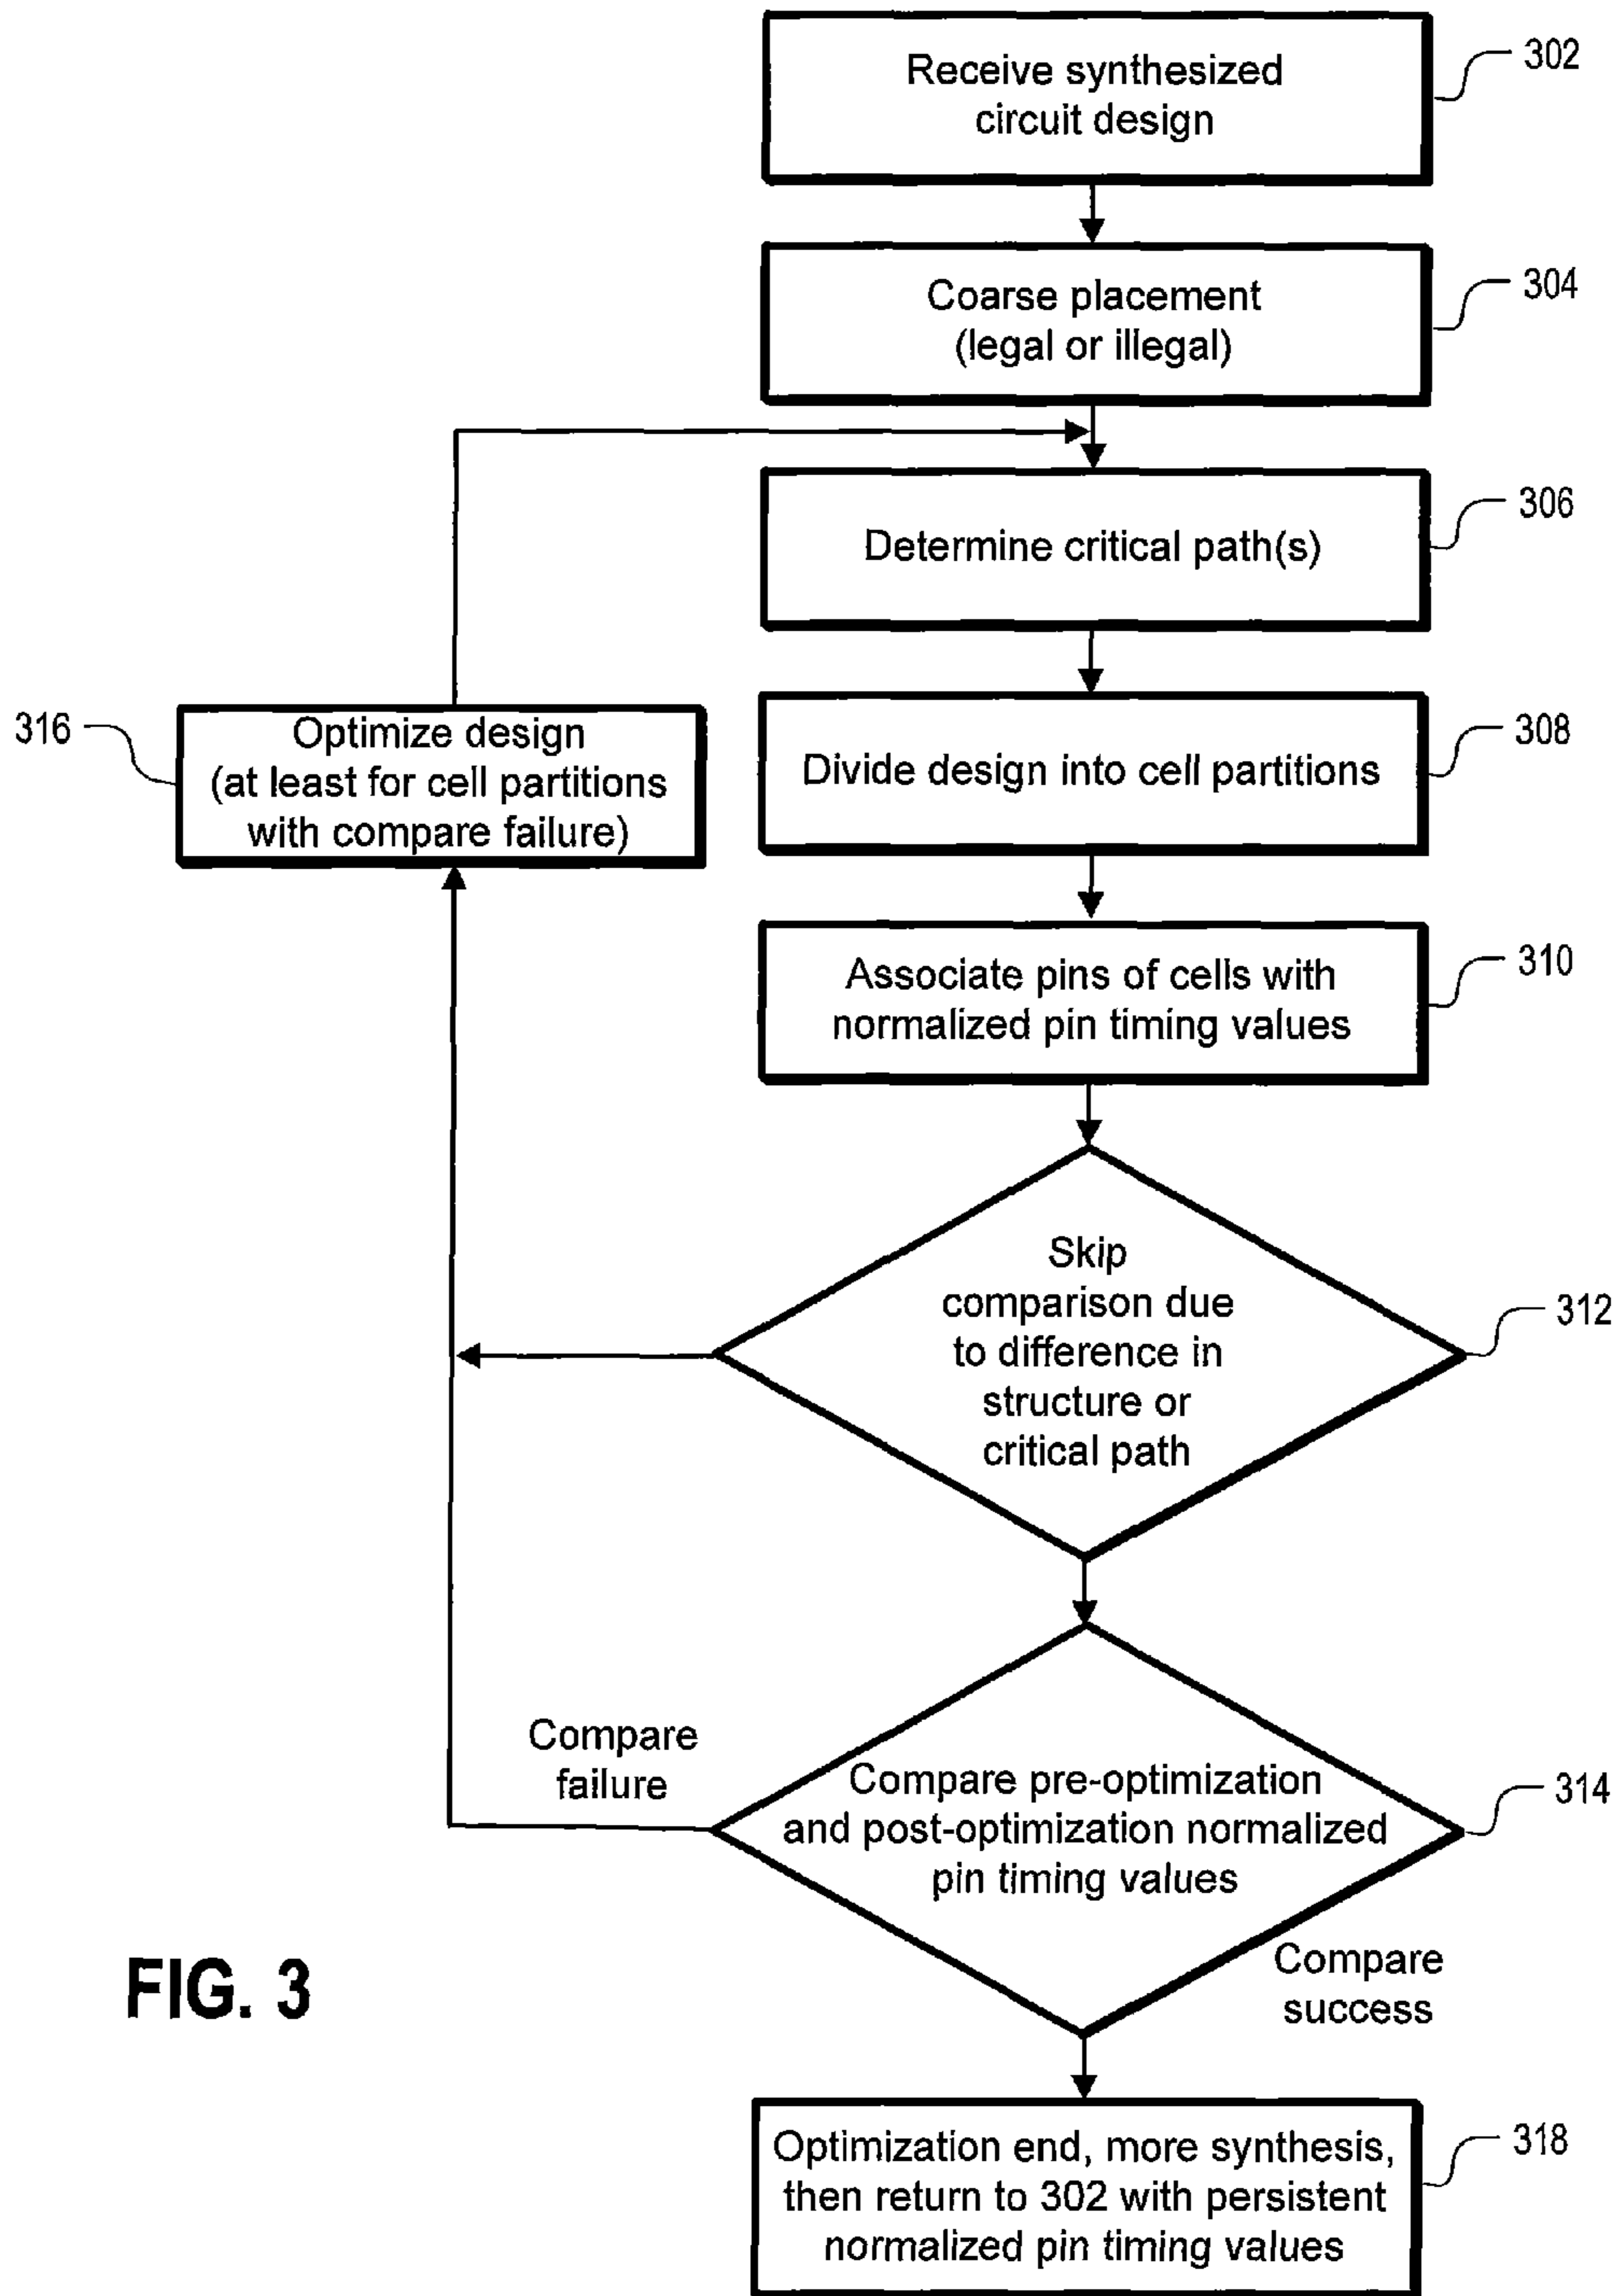 Receive synthesized
circuit design
302
Coarse placement
(legal or illegal)
304
Determine critical path(s)
306
316
Optimize design
(at least for cell partitions
with compare failure)
Divide design into cell partitions
308
Associate pins of cells with
normalized pin timing values
310
Skip
comparison due
to difference in
structure or
critical path
312
Compare
failure
Compare pre-optimization
and post-optimization normalized
pin timing values
314
Compare
success
FIG. 3
Optimization end, more synthesis,
then return to 302 with persistent
normalized pin timing values
318